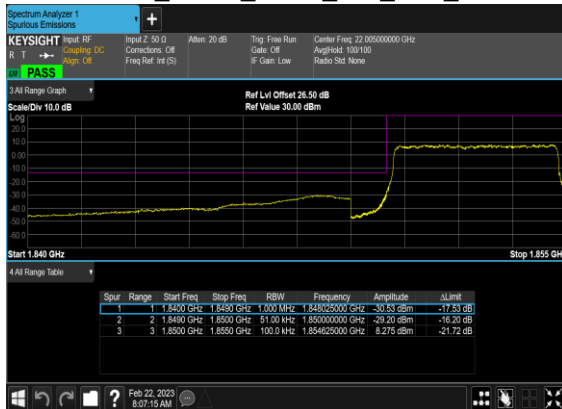 Spectrum Analyzer 1
Spurious Emissions
+
KEYSIGHT
R T
Input: RF
Coupling: DC
Align: Off
Input Z: 50 Ω
Corrections: Off
Freq Ref: Int (S)
Atten: 20 dB
Trig: Free Run
Gate: Off
IF Gain: Low
Center Freq: 22.005000000 GHz
Avg|Hold: 100/100
Radio Std: None
PASS
3 All Range Graph
Scale/Div 10.0 dB
Ref Lvl Offset 26.50 dB
Ref Value 30.00 dBm
Log
20.0
10.0
0.00
-10.0
-20.0
-30.0
-40.0
-50.0
-60.0
Start 1.840 GHz
Stop 1.855 GH
4 All Range Table
Spur Range Start Freq Stop Freq RBW Frequency Amplitude ΔLimit
1 1 1.8400 GHz 1.8490 GHz 1.000 MHz 1.848025000 GHz -30.53 dBm -17.53 dB
2 2 1.8490 GHz 1.8500 GHz 51.00 kHz 1.850000000 GHz -29.20 dBm -16.20 dB
3 3 1.8500 GHz 1.8550 GHz 100.0 kHz 1.854625000 GHz 8.275 dBm -21.72 dB
?
Feb 22, 2023
8:07:15 AM